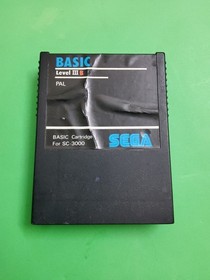 BASIC
Level III B
PAL
BASIC Cartridge
For SC-3000
SEGA